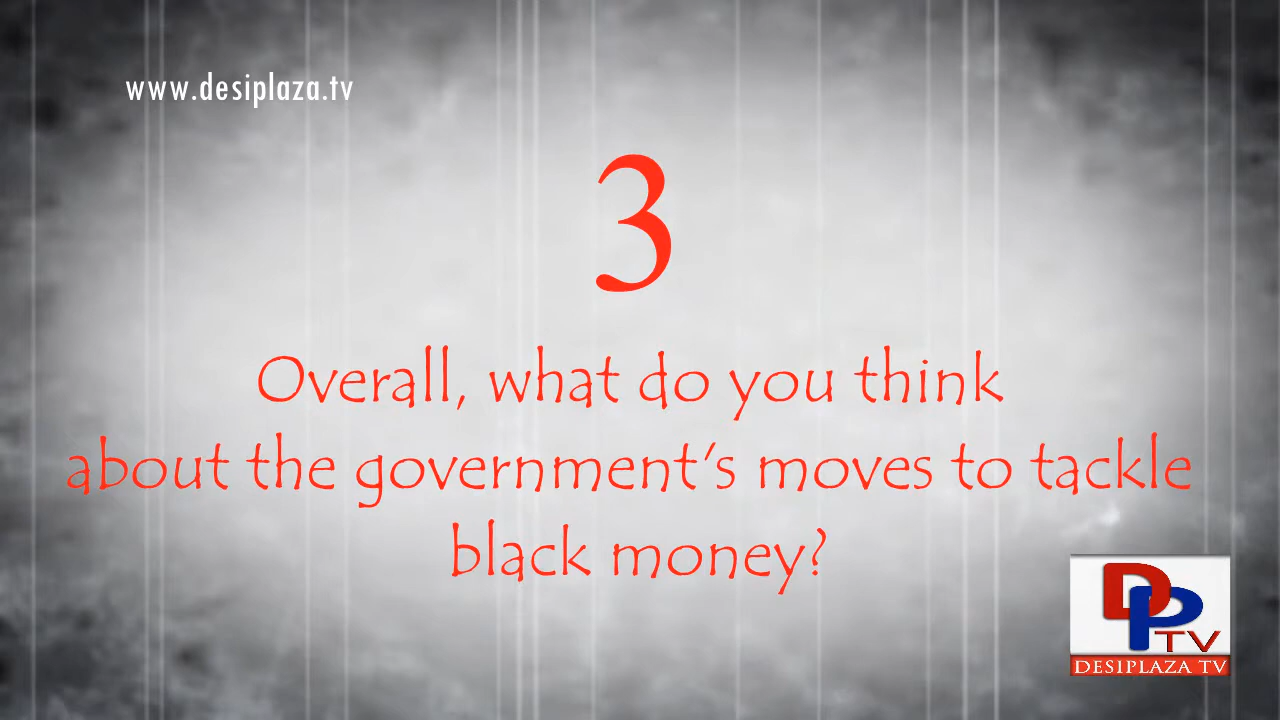 www.desiplaza.tv
3
Overall, what do you think
about the government's moves to tackle
black money?
DP TV
DESIPLAZA TV